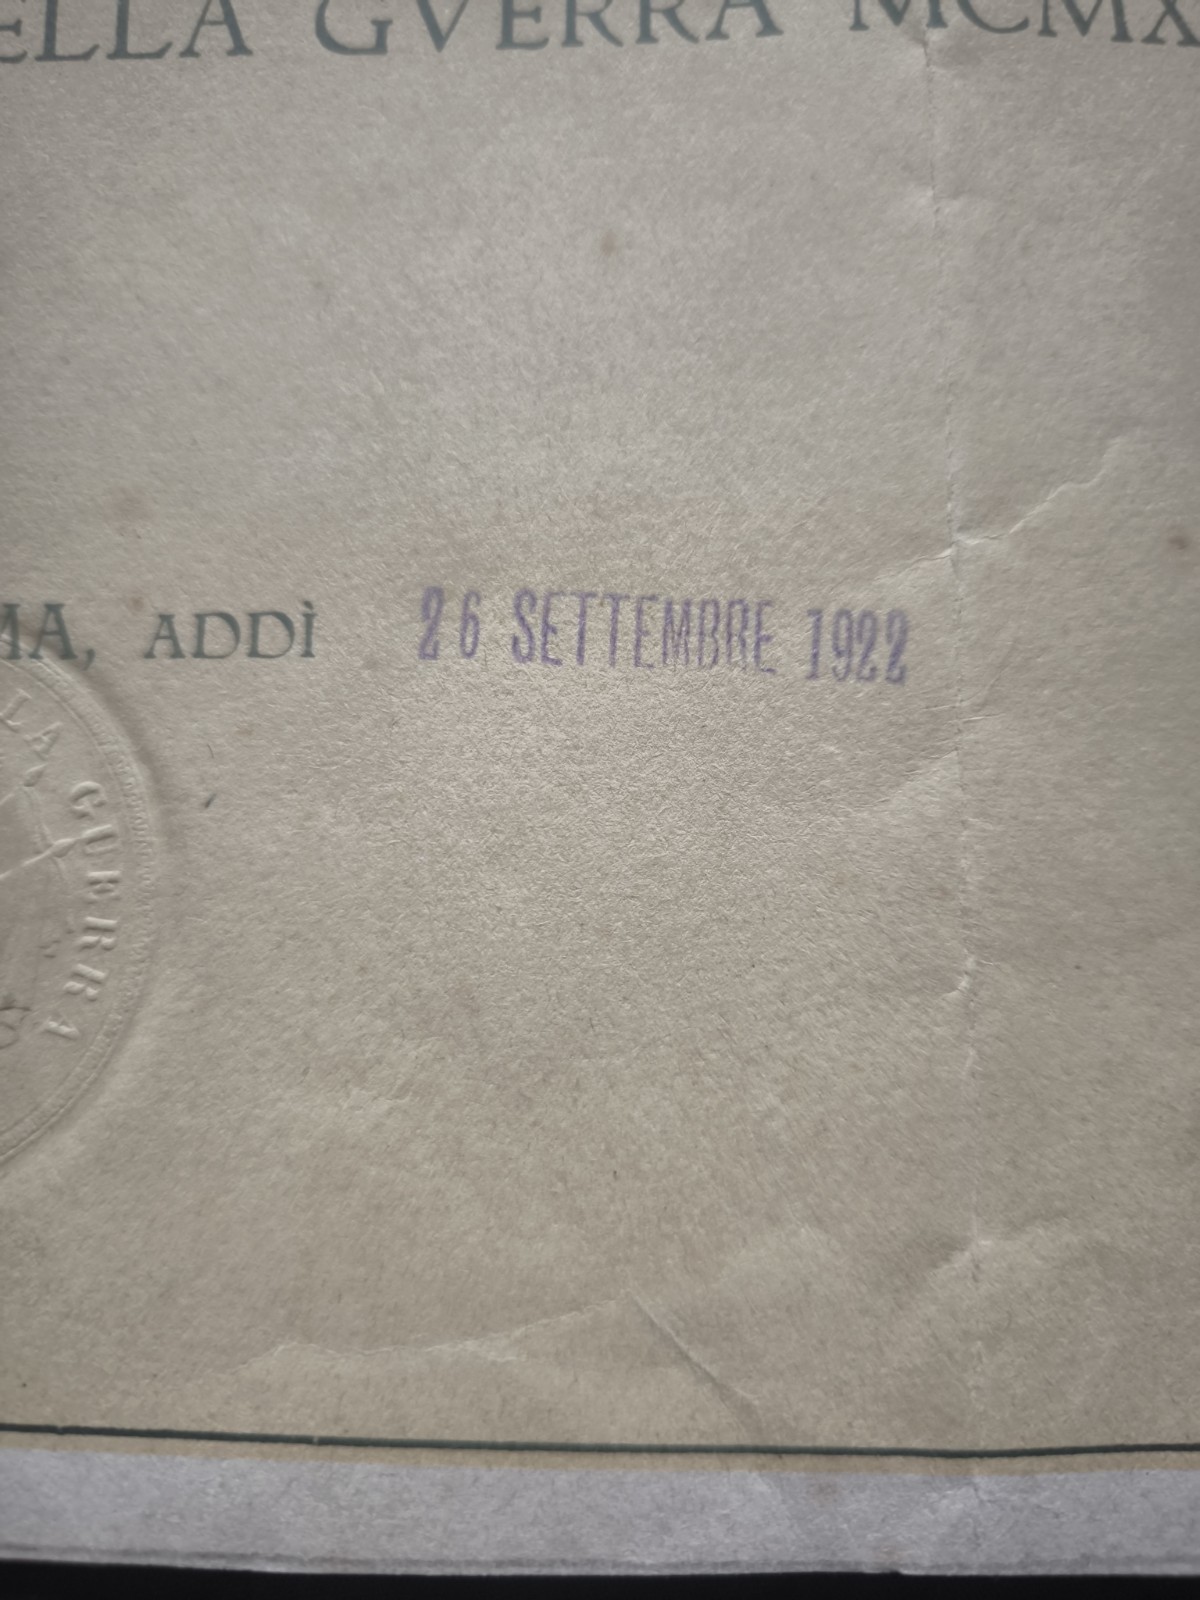 ELLA GVERRA MCMX
MA, ADDÌ 26 SETTEMBRE 1922
LA GUERRA